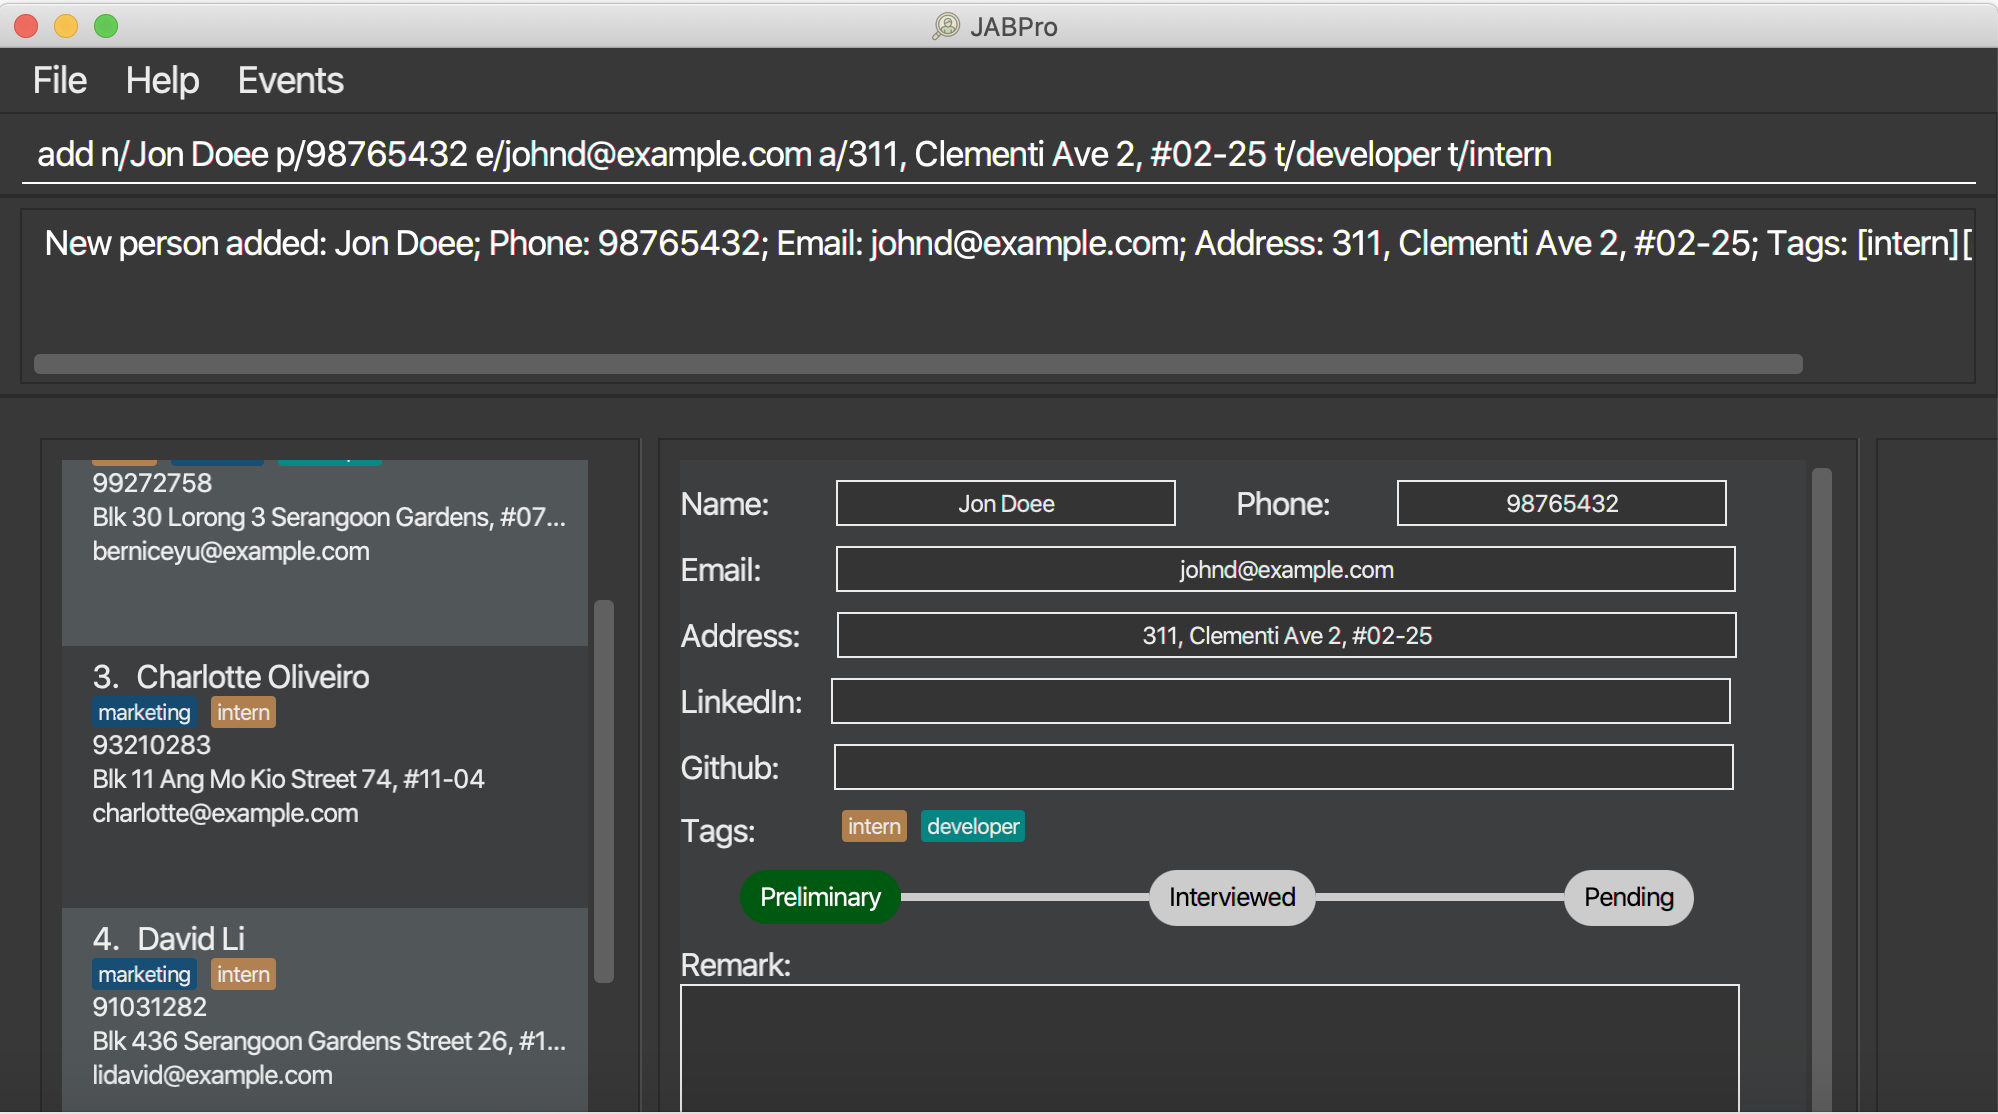 JABPro
File Help Events
add n/Jon Doee p/98765432 e/johnd@example.com a/311, Clementi Ave 2, #02-25 t/developer t/intern
New person added: Jon Doee; Phone: 98765432; Email: johnd@example.com; Address: 311, Clementi Ave 2, #02-25; Tags: [intern][
99272758
Blk 30 Lorong 3 Serangoon Gardens, #07...
berniceyu@example.com
3. Charlotte Oliveiro
marketing intern
93210283
Blk 11 Ang Mo Kio Street 74, #11-04
charlotte@example.com
4. David Li
marketing intern
91031282
Blk 436 Serangoon Gardens Street 26, #1...
lidavid@example.com
Name: Jon Doee Phone: 98765432
Email: johnd@example.com
Address: 311, Clementi Ave 2, #02-25
LinkedIn:
Github:
Tags: intern developer
Preliminary Interviewed Pending
Remark: